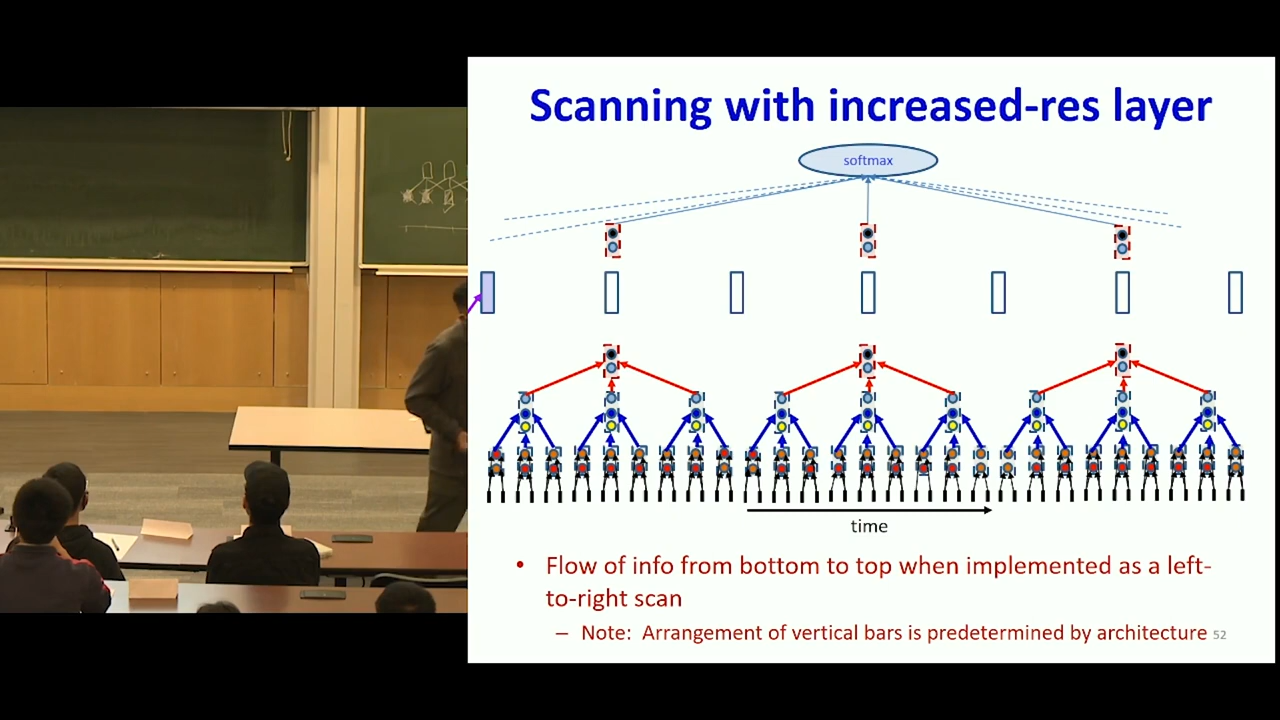 Scanning with increased-res layer
softmax
time
• Flow of info from bottom to top when implemented as a left-
to-right scan
– Note: Arrangement of vertical bars is predetermined by architecture 52